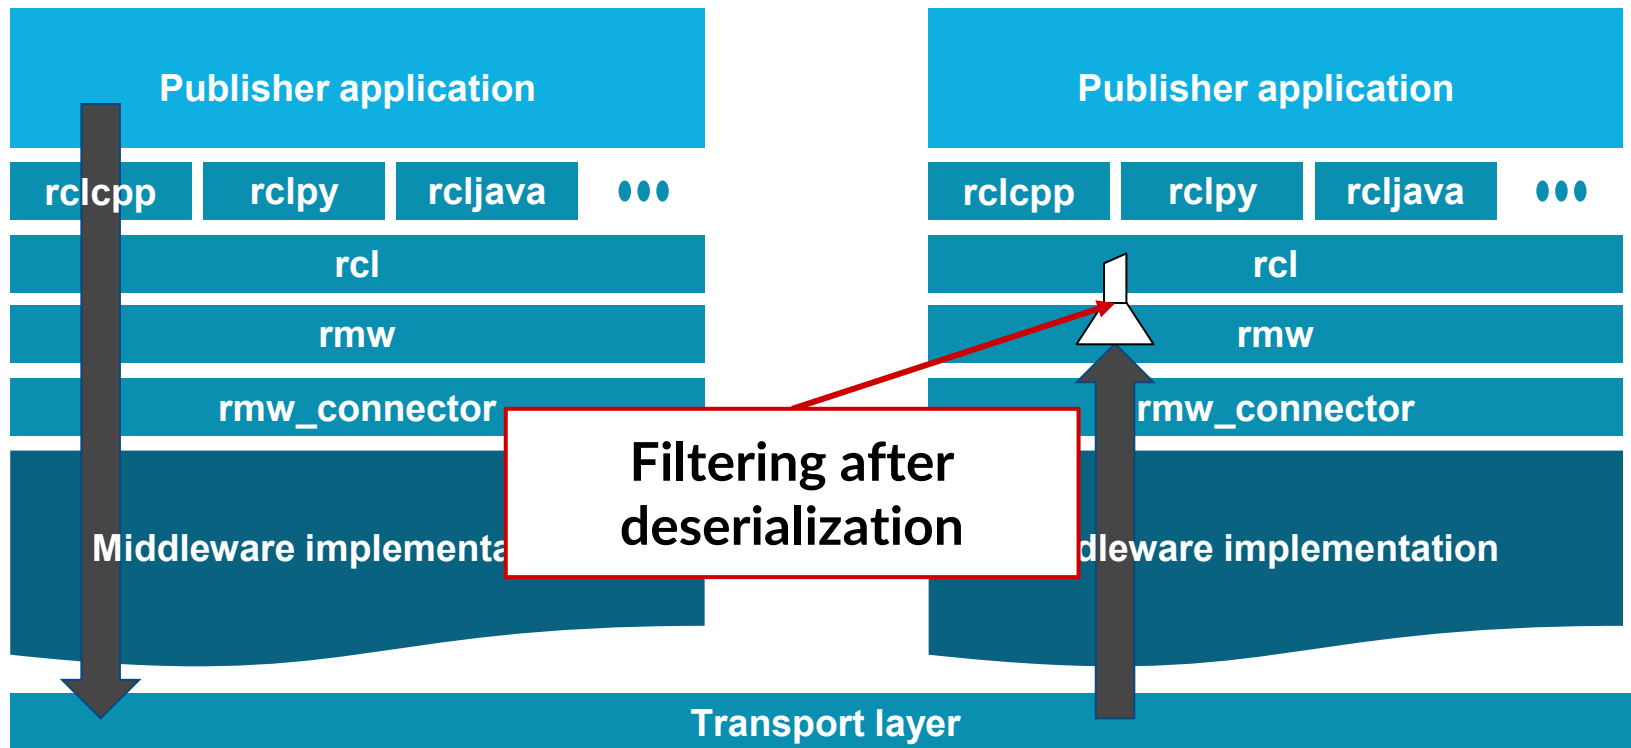 Publisher application
rclcpp rclpy rcljava •••
rcl
rmw
rmw_connector
Middleware implementa
Publisher application
rclcpp rclpy rcljava •••
rcl
rmw
rmw_connector
dleware implementation
Filtering after
deserialization
Transport layer